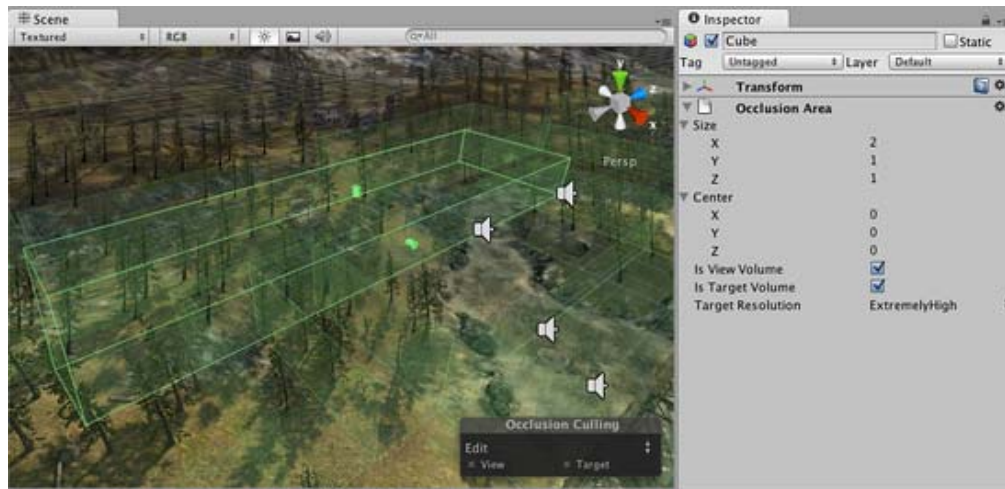 Scene
Textured RGB All
y
z
x
Persp
Occlusion Culling
Edit
View Target
Inspector
Cube Static
Tag Untagged Layer Default
Transform
Occlusion Area
Size
X 2
Y 1
Z 1
Center
X 0
Y 0
Z 0
Is View Volume
Is Target Volume
Target Resolution ExtremelyHigh